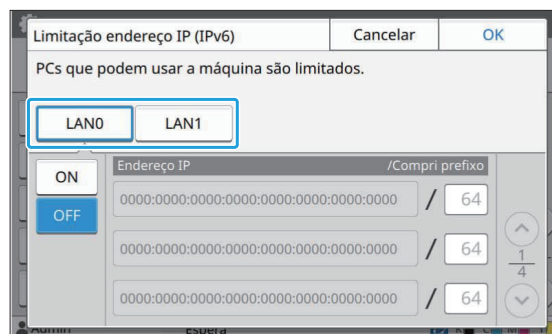 Limitação endereço IP (IPv6) Cancelar OK
PCs que podem usar a máquina são limitados.
LAN0 LAN1
Endereço IP /Compri prefixo
ON
0000:0000:0000:0000:0000:0000:0000:0000 / 64
OFF
0000:0000:0000:0000:0000:0000:0000:0000 / 64
1
4
0000:0000:0000:0000:0000:0000:0000:0000 / 64
Admin Espera